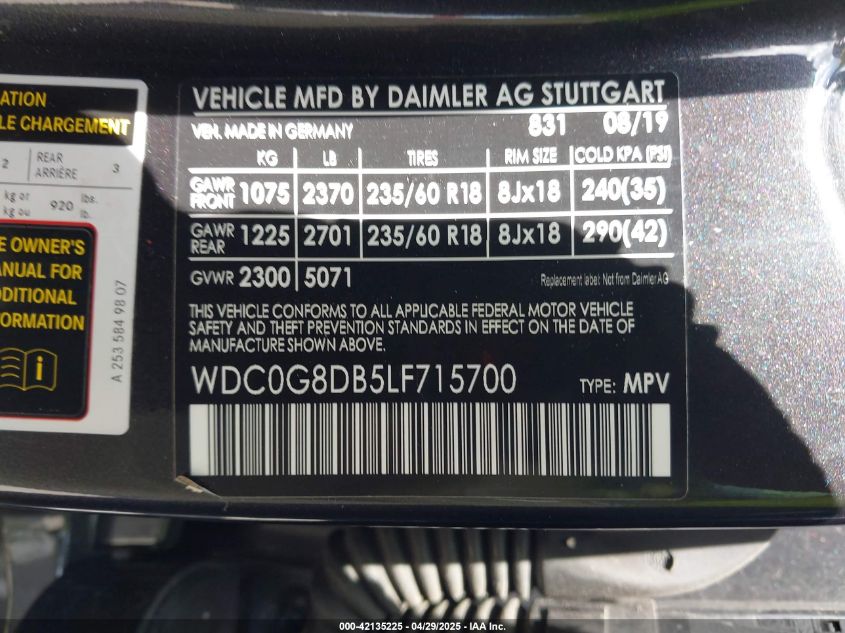 ATION
LE CHARGEMENT
2 REAR ARRIÈRE 3
kg or
kg ou 920 lbs.
lb.
E OWNER'S
ANUAL FOR
DDITIONAL
FORMATION
A 253 584 98 07
VEHICLE MFD BY DAIMLER AG STUTTGART
VEH. MADE IN GERMANY 831 08/19
KG LB TIRES RIM SIZE COLD KPA (PSI)
GAWR FRONT 1075 2370 235/60 R18 8Jx18 240(35)
GAWR REAR 1225 2701 235/60 R18 8Jx18 290(42)
GVWR 2300 5071 Replacement label: Not from Daimler AG
THIS VEHICLE CONFORMS TO ALL APPLICABLE FEDERAL MOTOR VEHICLE
SAFETY AND THEFT PREVENTION STANDARDS IN EFFECT ON THE DATE OF
MANUFACTURE SHOWN ABOVE.
WDC0G8DB5LF715700 TYPE: MPV
000-42135225 - 04/29/2025 - IAA Inc.